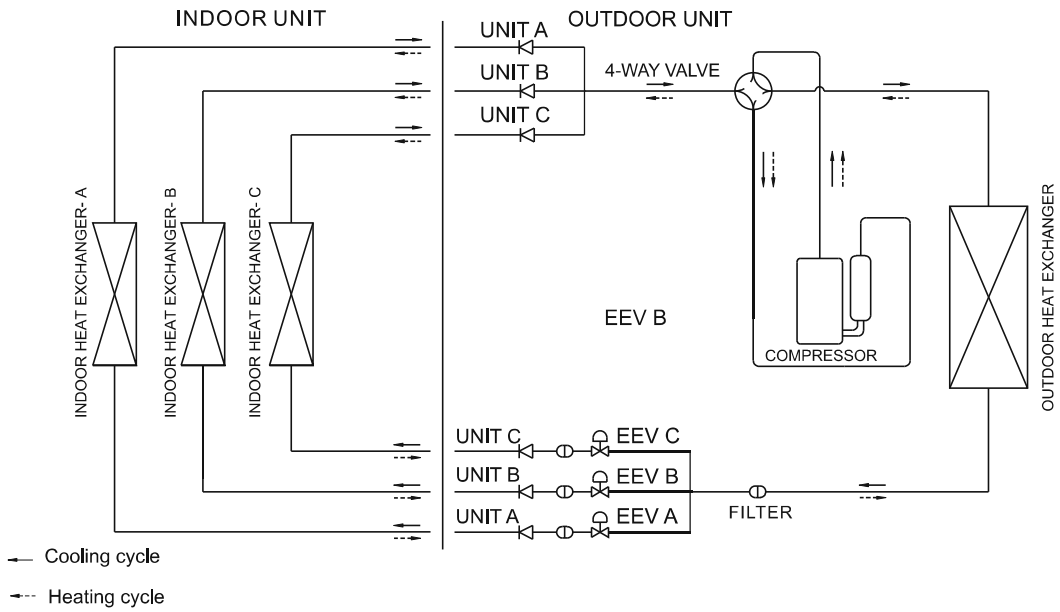 INDOOR UNIT
OUTDOOR UNIT
UNIT A
UNIT B
4-WAY VALVE
UNIT C
INDOOR HEAT EXCHANGER- A
INDOOR HEAT EXCHANGER- B
INDOOR HEAT EXCHANGER- C
EEV B
COMPRESSOR
OUTDOOR HEAT EXCHANGER
UNIT C
EEV C
UNIT B
EEV B
UNIT A
EEV A
FILTER
Cooling cycle
Heating cycle